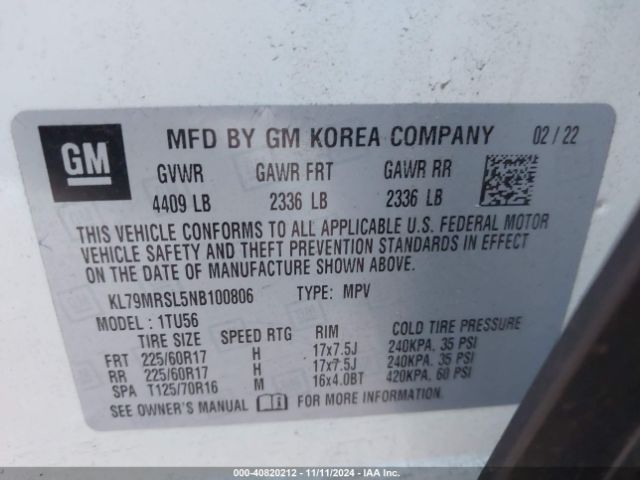 GM
MFD BY GM KOREA COMPANY 02/22
GVWR GAWR FRT GAWR RR
4409 LB 2336 LB 2336 LB
THIS VEHICLE CONFORMS TO ALL APPLICABLE U.S. FEDERAL MOTOR
VEHICLE SAFETY AND THEFT PREVENTION STANDARDS IN EFFECT
ON THE DATE OF MANUFACTURE SHOWN ABOVE.
KL79MRSL5NB100806 TYPE: MPV
MODEL: 1TU56
TIRE SIZE SPEED RTG RIM COLD TIRE PRESSURE
FRT 225/60R17 H 17x7.5J 240KPA, 35 PSI
RR 225/60R17 H 17x7.5J 240KPA, 35 PSI
SPA T125/70R16 M 16x4.0BT 420KPA, 60 PSI
SEE OWNER'S MANUAL FOR MORE INFORMATION.
000-40820212 - 11/11/2024 - IAAI.com